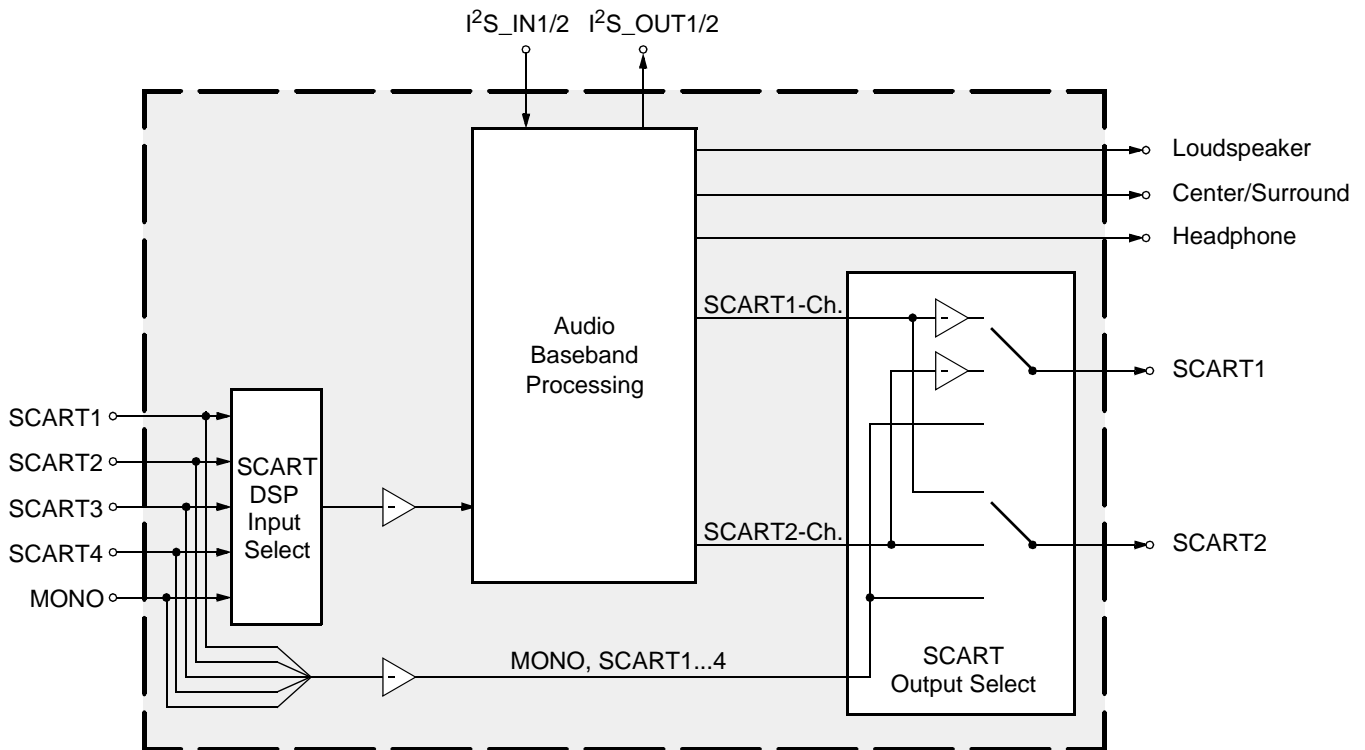 I²S_IN1/2 I²S_OUT1/2
Loudspeaker
Center/Surround
Headphone
SCART1-Ch.
-
-
Audio
Baseband
Processing
SCART1
SCART1
SCART2
SCART3
SCART4
MONO
SCART
DSP
Input
Select
-
SCART2-Ch.
SCART2
-
MONO, SCART1...4
SCART
Output Select